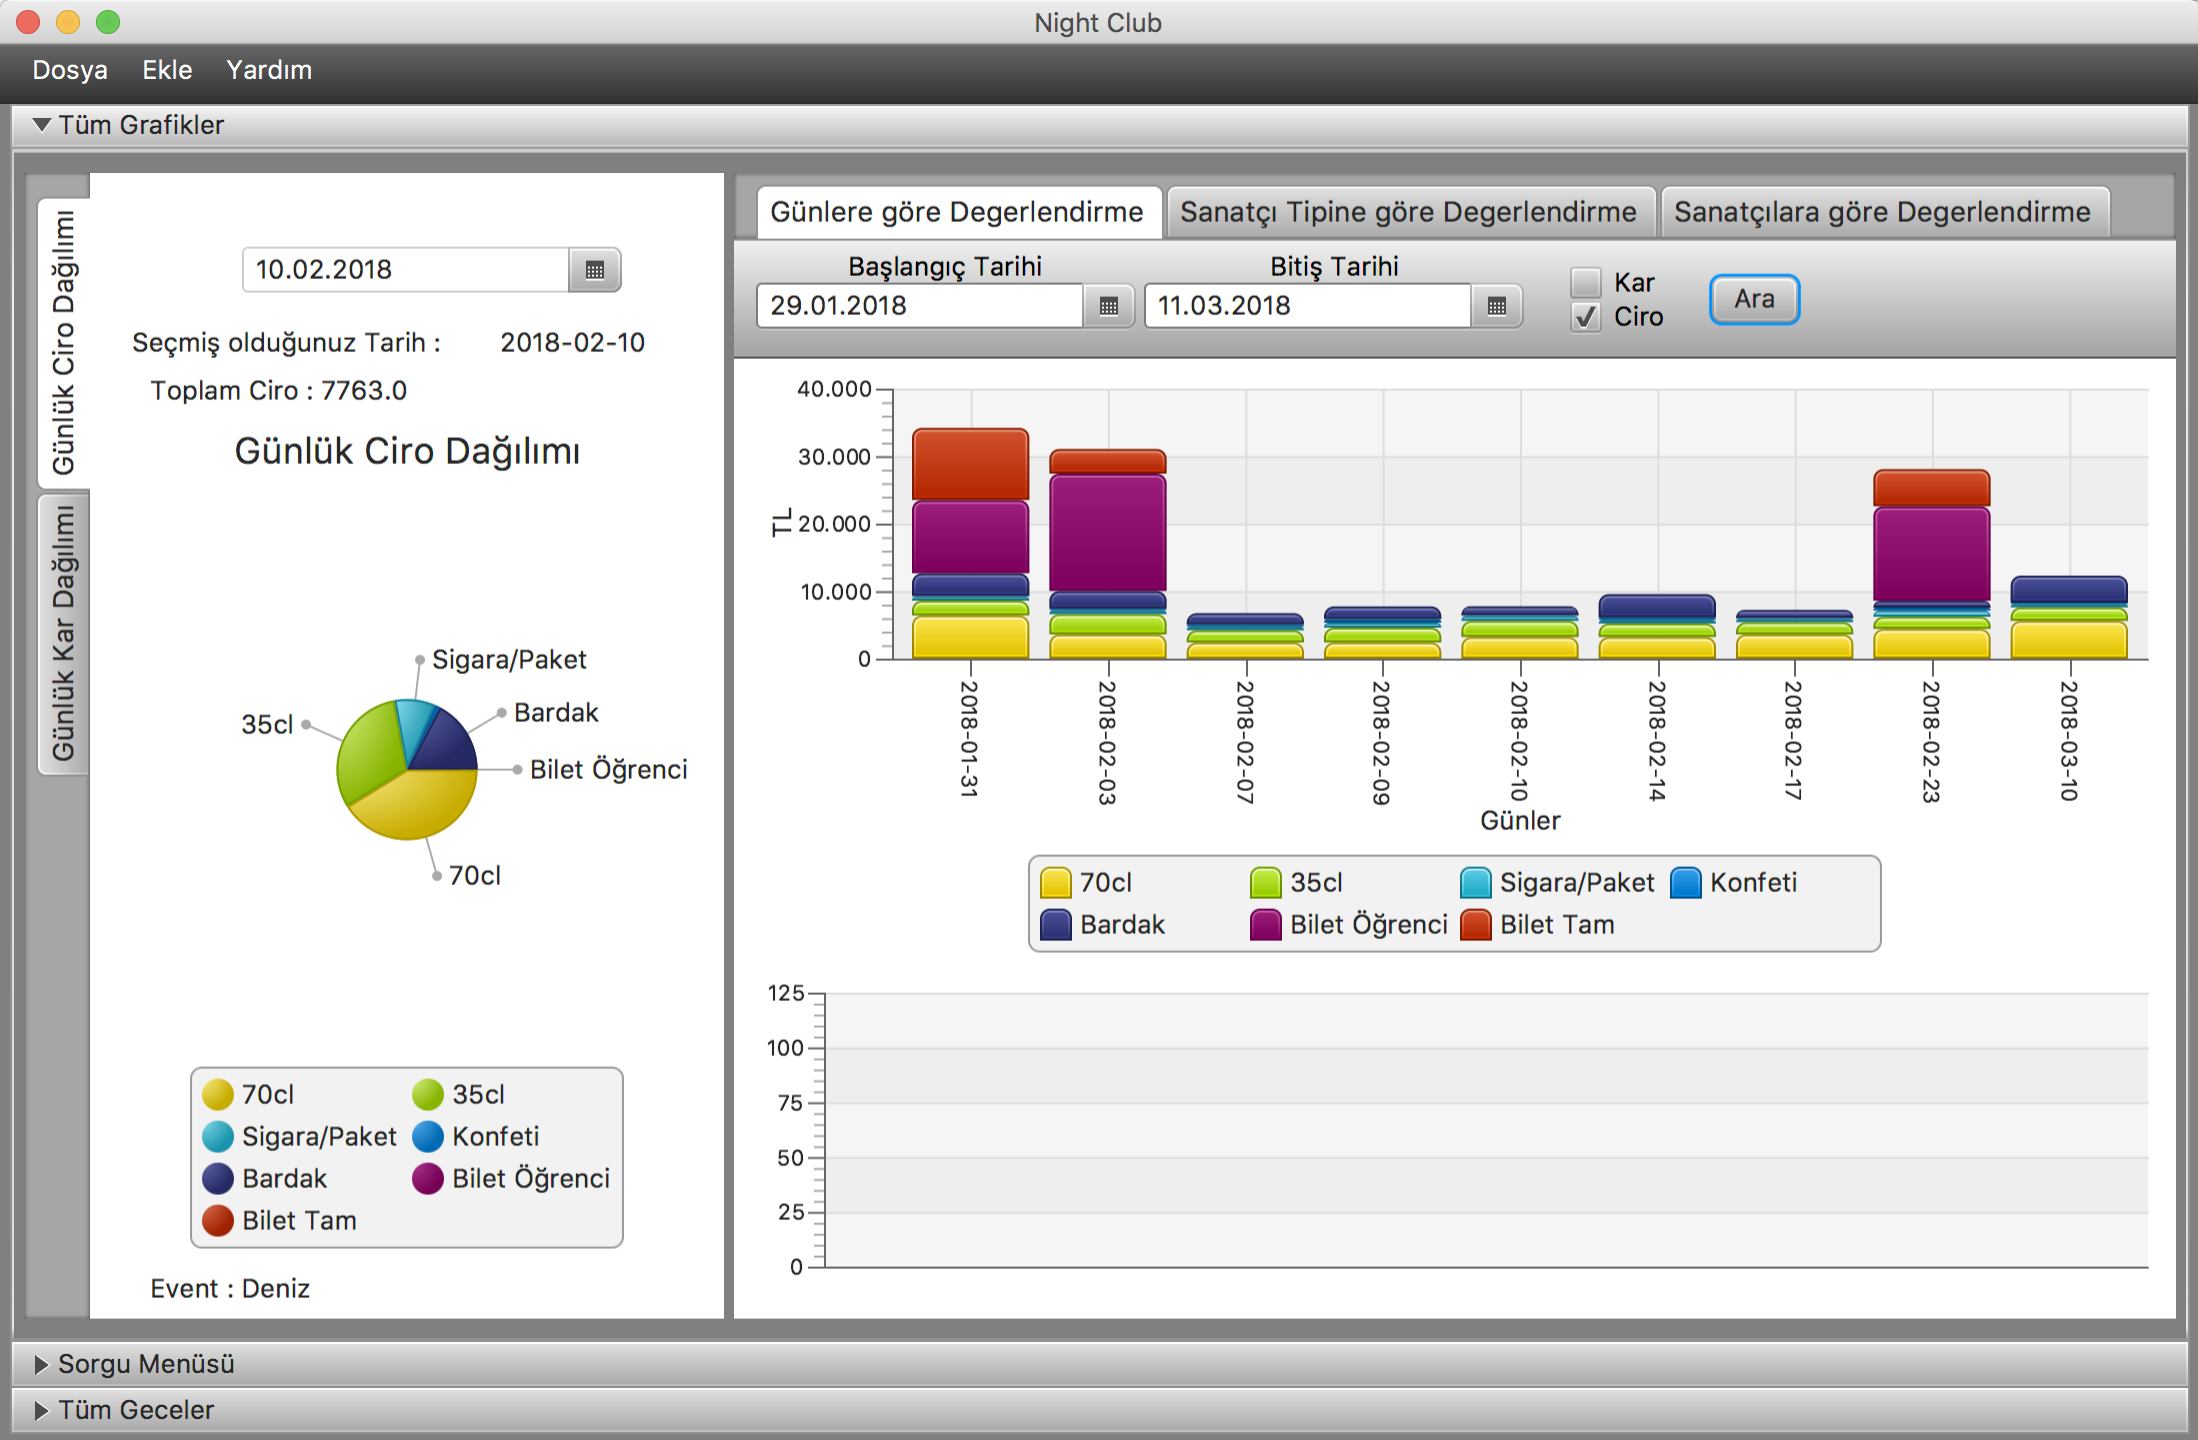 Night Club
Dosya Ekle Yardım
Tüm Grafikler
Günlük Ciro Dağılımı
Günlük Kar Dağılımı
10.02.2018
Seçmiş olduğunuz Tarih : 2018-02-10
Toplam Ciro : 7763.0
Günlük Ciro Dağılımı
Sigara/Paket
Bardak
35cl
Bilet Öğrenci
70cl
70cl 35cl
Sigara/Paket Konfeti
Bardak Bilet Öğrenci
Bilet Tam
Event : Deniz
Günlere göre Degerlendirme Sanatçı Tipine göre Degerlendirme Sanatçılara göre Degerlendirme
Başlangıç Tarihi Bitiş Tarihi
29.01.2018 11.03.2018
Kar
Ciro
Ara
40.000
30.000
20.000
10.000
0
TL
2018-01-31 2018-02-03 2018-02-07 2018-02-09 2018-02-10 2018-02-14 2018-02-17 2018-02-23 2018-03-10
Günler
70cl 35cl Sigara/Paket Konfeti
Bardak Bilet Öğrenci Bilet Tam
125
100
75
50
25
0
Sorgu Menüsü
Tüm Geceler